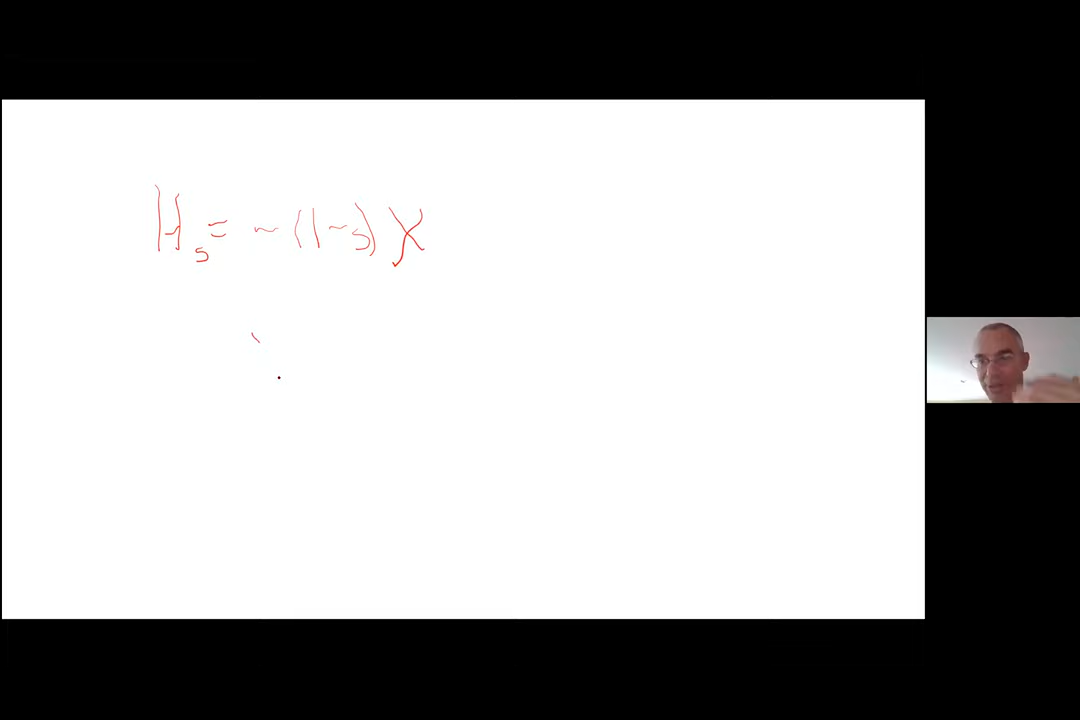 H_s = -(1-s) X